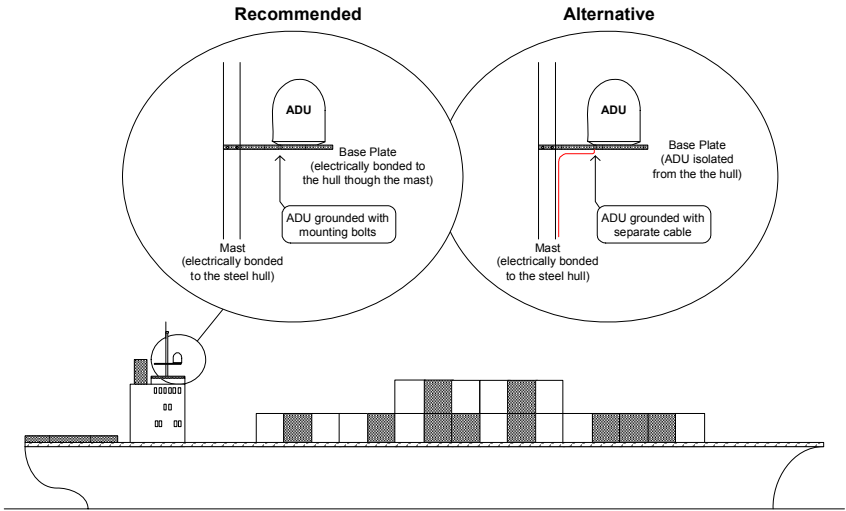 Recommended
Alternative
ADU
Base Plate
(electrically bonded to
the hull though the mast)
ADU grounded with
mounting bolts
Mast
(electrically bonded
to the steel hull)
ADU
Base Plate
(ADU isolated
from the the hull)
ADU grounded with
separate cable
Mast
(electrically bonded
to the steel hull)